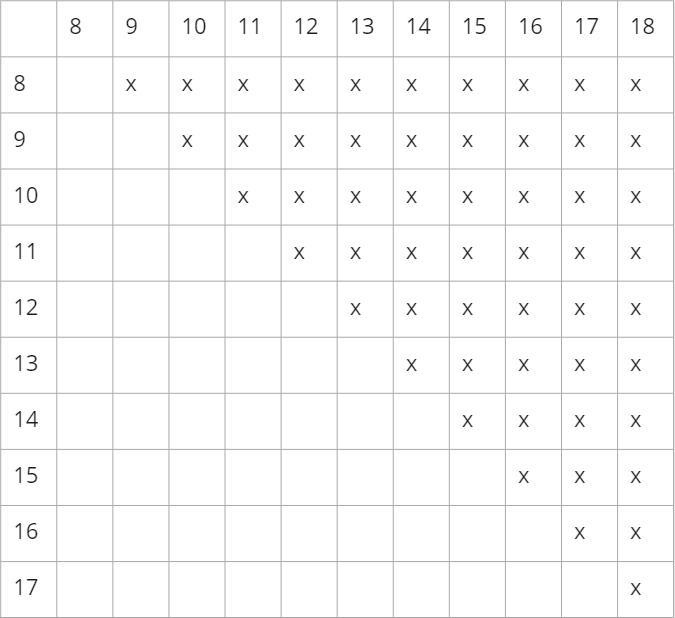 8 9 10 11 12 13 14 15 16 17 18
8 x x x x x x x x x x
9 x x x x x x x x x
10 x x x x x x x x
11 x x x x x x x
12 x x x x x x
13 x x x x x
14 x x x x
15 x x x
16 x x
17 x